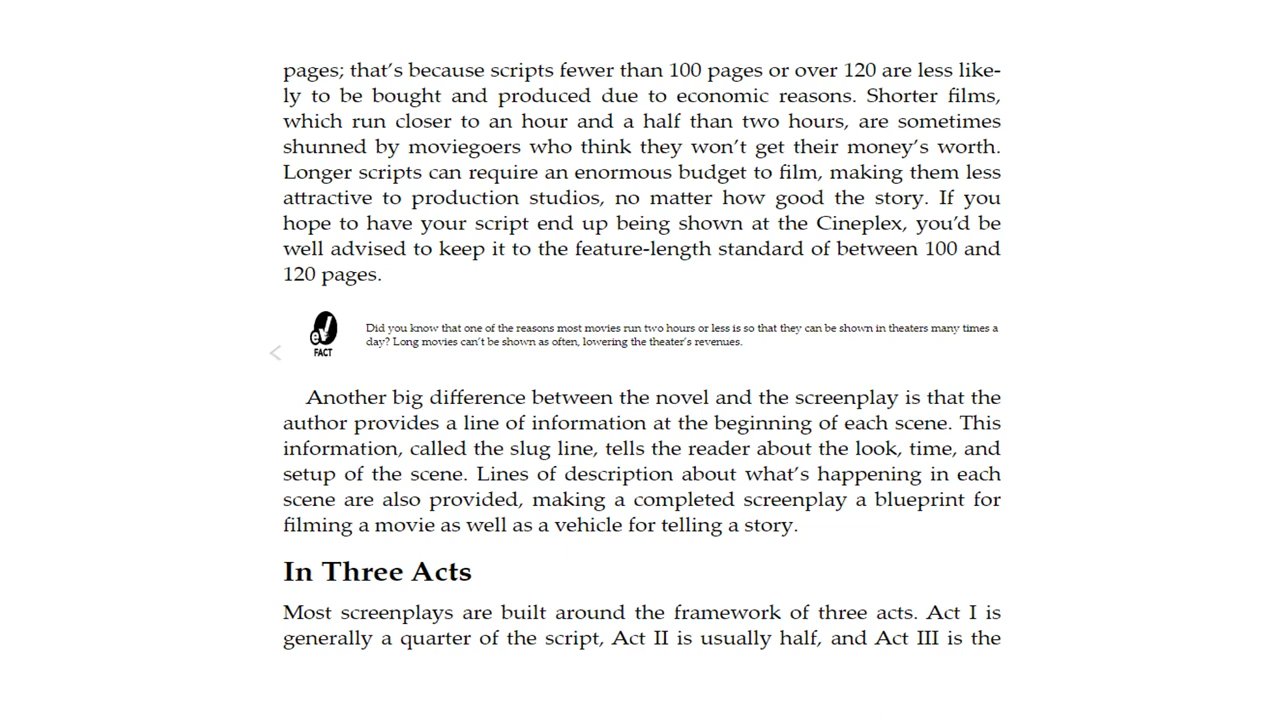 pages; that's because scripts fewer than 100 pages or over 120 are less like-
ly to be bought and produced due to economic reasons. Shorter films,
which run closer to an hour and a half than two hours, are sometimes
shunned by moviegoers who think they won't get their money's worth.
Longer scripts can require an enormous budget to film, making them less
attractive to production studios, no matter how good the story. If you
hope to have your script end up being shown at the Cineplex, you'd be
well advised to keep it to the feature-length standard of between 100 and
120 pages.
e
FACT
Did you know that one of the reasons most movies run two hours or less is so that they can be shown in theaters many times a
day? Long movies can't be shown as often, lowering the theater's revenues.
Another big difference between the novel and the screenplay is that the
author provides a line of information at the beginning of each scene. This
information, called the slug line, tells the reader about the look, time, and
setup of the scene. Lines of description about what's happening in each
scene are also provided, making a completed screenplay a blueprint for
filming a movie as well as a vehicle for telling a story.
In Three Acts
Most screenplays are built around the framework of three acts. Act I is
generally a quarter of the script, Act II is usually half, and Act III is the